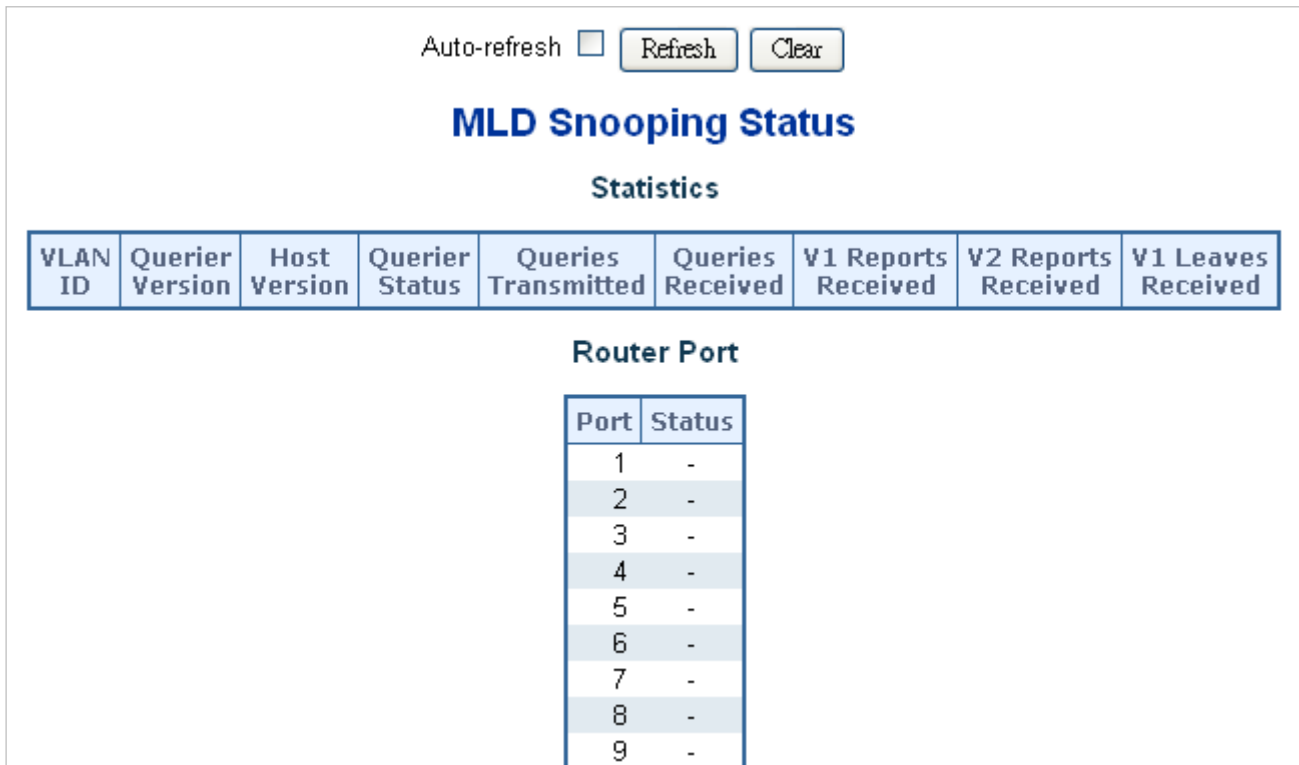 Auto-refresh Refresh Clear
MLD Snooping Status
Statistics
VLAN ID Querier Version Host Version Querier Status Queries Transmitted Queries Received V1 Reports Received V2 Reports Received V1 Leaves Received
Router Port
Port Status
1 -
2 -
3 -
4 -
5 -
6 -
7 -
8 -
9 -